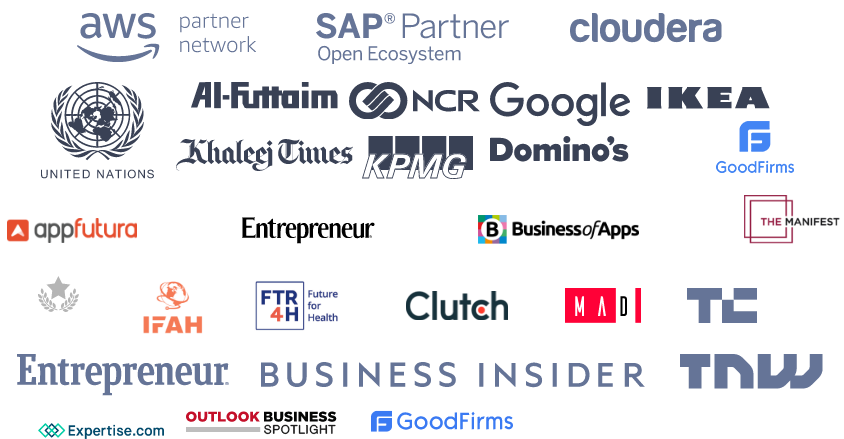 aws partner network
SAP® Partner
Open Ecosystem
cloudera
UNITED NATIONS
Al-Futtaim
NCR
Google
IKEA
Khaleej Times
KPMG
Domino's
GoodFirms
appfutura
Entrepreneur
B BusinessofApps
THE MANIFEST
IFAH
FTR
4H
Future
for
Health
Clutch
MADI
TC
Entrepreneur
BUSINESS INSIDER
TNW
Expertise.com
OUTLOOK BUSINESS
SPOTLIGHT
GoodFirms